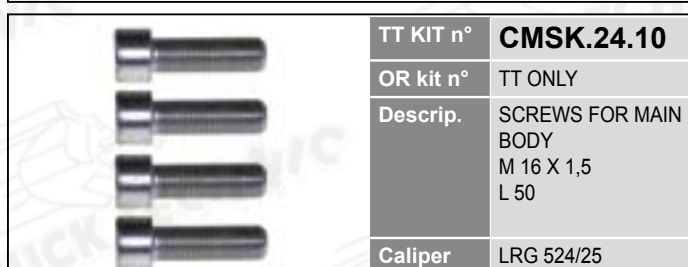 TT KIT n° CMSK.24.10
OR kit n° TT ONLY
Descrip. SCREWS FOR MAIN
BODY
M 16 X 1,5
L 50
Caliper LRG 524/25